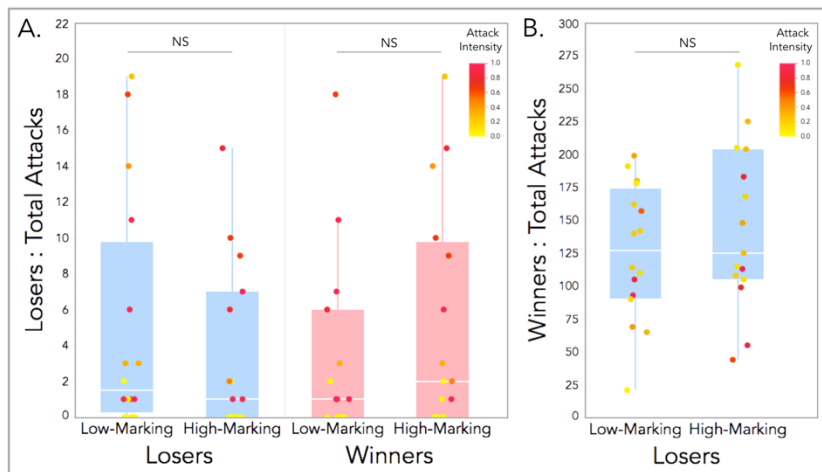 A.
Losers : Total Attacks
22
20
18
16
14
12
10
8
6
4
2
0
NS
NS
Attack
Intensity
1.0
0.8
0.6
0.4
0.2
0.0
Low-Marking
High-Marking
Low-Marking
High-Marking
Losers
Winners
B.
Winners : Total Attacks
300
275
250
225
200
175
150
125
100
75
50
25
0
NS
Attack
Intensity
1.0
0.8
0.6
0.4
0.2
0.0
Low-Marking
High-Marking
Losers